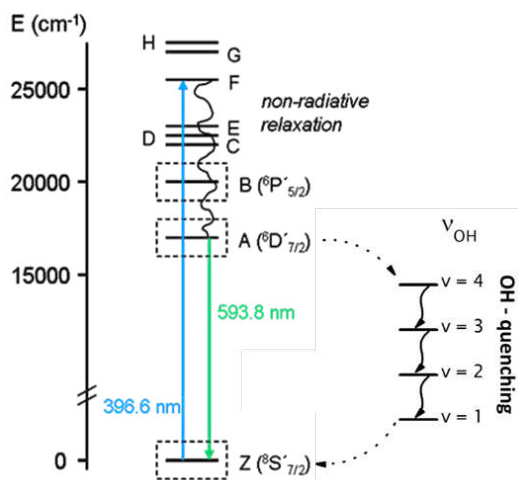 E (cm⁻¹)
H
G
25000
F
non-radiative
relaxation
E
D
C
20000
B (⁶P´₅/₂)
A (⁶D´₇/₂)
15000
593.8 nm
396.6 nm
0
Z (⁸S´₇/₂)
νOH
v = 4
v = 3
v = 2
v = 1
OH - quenching